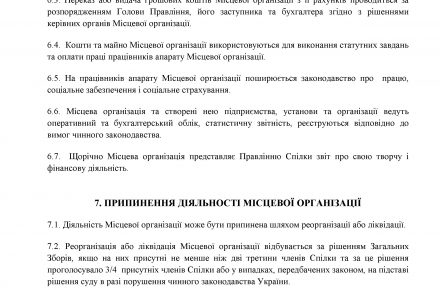 6.3. Переказ або видача грошових коштів Місцевої організації з її рахунків проводиться за
розпорядженням Голови Правління, його заступника та бухгалтера згідно з рішеннями
керівних органів Місцевої організації.
6.4. Кошти та майно Місцевої організації використовуються для виконання статутних завдань
та оплати праці працівників апарату Місцевої організації.
6.5. На працівників апарату Місцевої організації поширюється законодавство про працю,
соціальне забезпечення і соціальне страхування.
6.6. Місцева організація та створені нею підприємства, установи та організації ведуть
оперативний та бухгалтерський облік, статистичну звітність, реєструються відповідно до
вимог чинного законодавства.
6.7. Щорічно Місцева організація представляє Правлінню Спілки звіт про свою творчу і
фінансову діяльність.
7. ПРИПИНЕННЯ ДІЯЛЬНОСТІ МІСЦЕВОЇ ОРГАНІЗАЦІЇ
7.1. Діяльність Місцевої організації може бути припинена шляхом реорганізації або ліквідації.
7.2. Реорганізація або ліквідація Місцевої організації відбувається за рішенням Загальних
Зборів, якщо на них присутні не менше ніж дві третини членів Спілки та за це рішення
проголосувало 3/4 присутніх членів Спілки або у випадках, передбачених законом, на підставі
рішення суду в разі порушення чинного законодавства України.